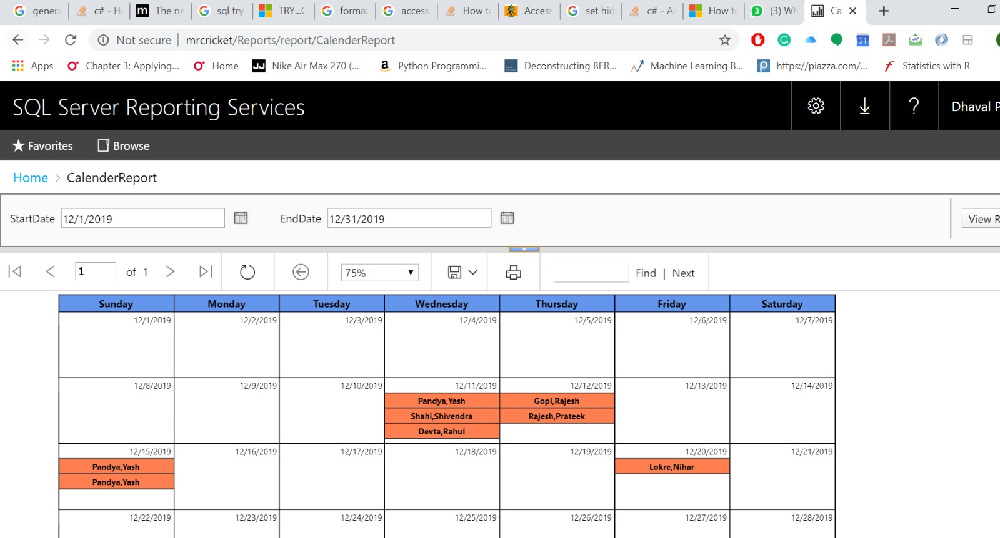 genera c# - H m The ne sql try TRY...C format access How to Access set hid c# - Ac How to 3 (3) Wh Ca
Not secure mrcricket/Reports/report/CalenderReport 31
Apps Chapter 3: Applying... Home JJ Nike Air Max 270 (... a Python Programmi... Deconstructing BER... Machine Learning B... https://piazza.com/... Statistics with R
SQL Server Reporting Services ? Dhaval P
Favorites Browse
Home > CalenderReport
StartDate 12/1/2019 EndDate 12/31/2019 View R
1 of 1 75% Find | Next
Sunday Monday Tuesday Wednesday Thursday Friday Saturday
12/1/2019 12/2/2019 12/3/2019 12/4/2019 12/5/2019 12/6/2019 12/7/2019
12/8/2019 12/9/2019 12/10/2019 12/11/2019 12/12/2019 12/13/2019 12/14/2019
Pandya,Yash Gopi,Rajesh
Shahi,Shivendra Rajesh,Prateek
Devta,Rahul
12/15/2019 12/16/2019 12/17/2019 12/18/2019 12/19/2019 12/20/2019 12/21/2019
Pandya,Yash Lokre,Nihar
Pandya,Yash
12/22/2019 12/23/2019 12/24/2019 12/25/2019 12/26/2019 12/27/2019 12/28/2019